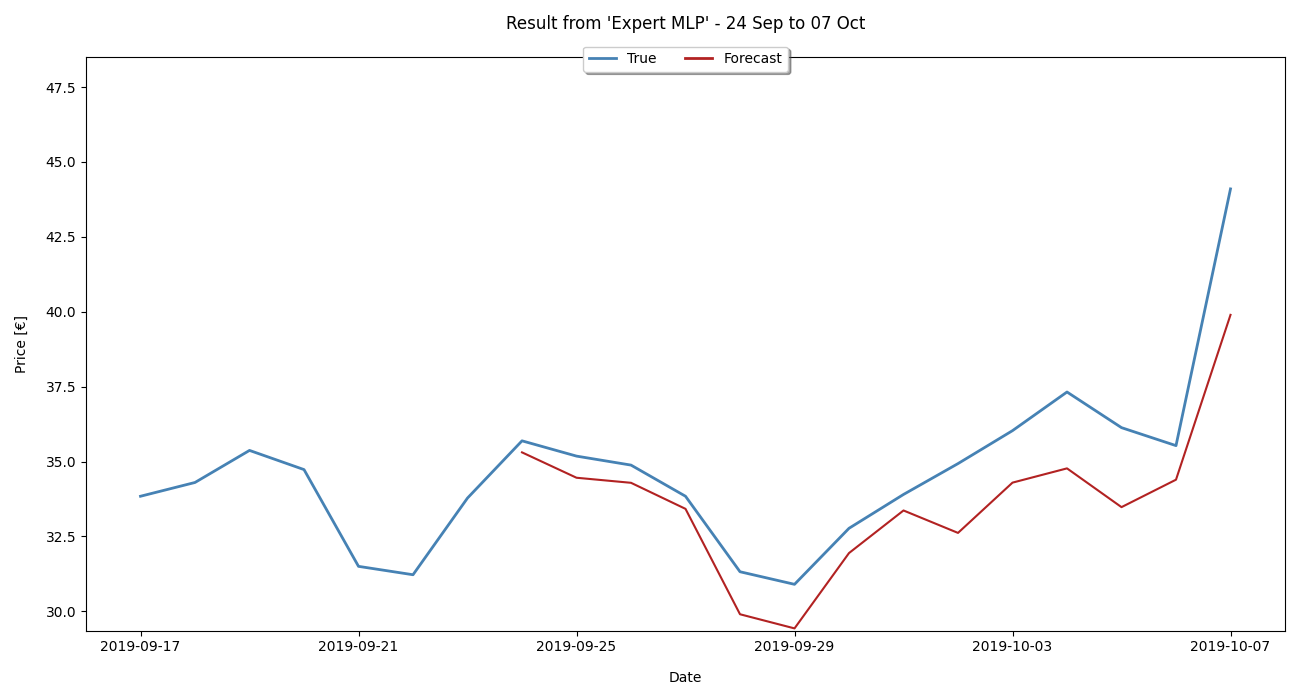 Result from 'Expert MLP' - 24 Sep to 07 Oct
True Forecast
47.5
45.0
42.5
40.0
37.5
35.0
32.5
30.0
Price [€]
2019-09-17 2019-09-21 2019-09-25 2019-09-29 2019-10-03 2019-10-07
Date